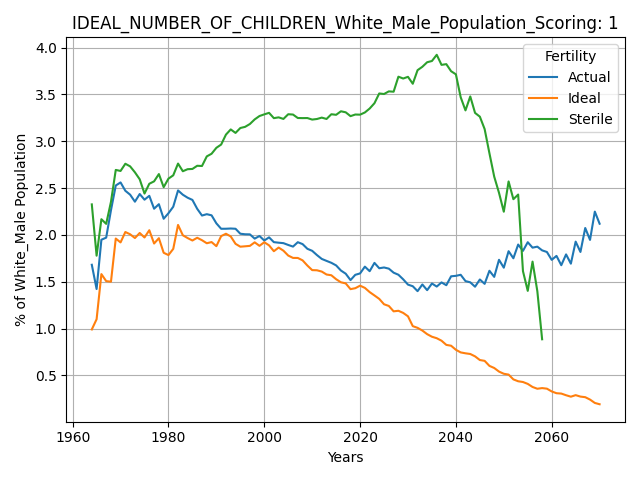 IDEAL_NUMBER_OF_CHILDREN_White_Male_Population_Scoring: 1
Fertility
Actual
Ideal
Sterile
% of White_Male Population
4.0
3.5
3.0
2.5
2.0
1.5
1.0
0.5
1960 1980 2000 2020 2040 2060
Years